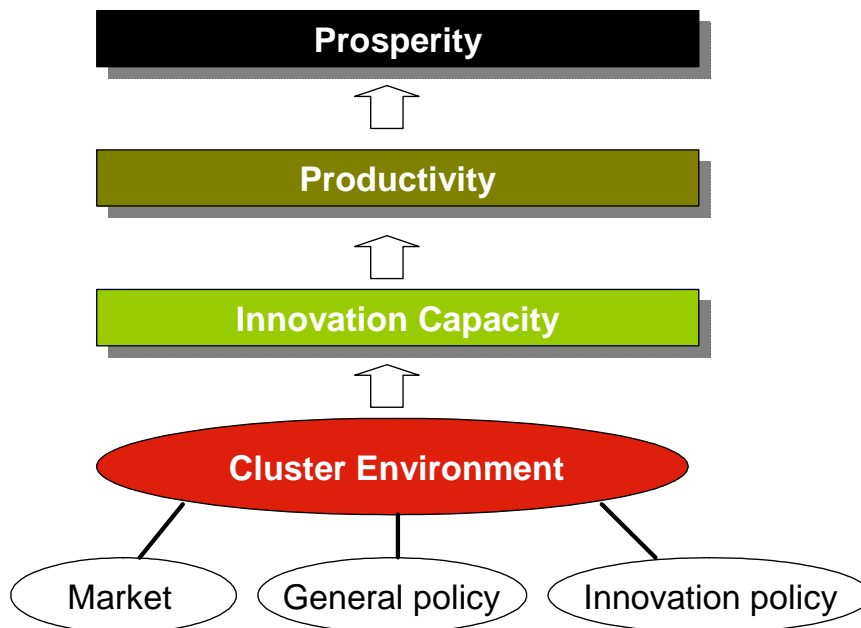 Prosperity
Productivity
Innovation Capacity
Cluster Environment
Market
General policy
Innovation policy